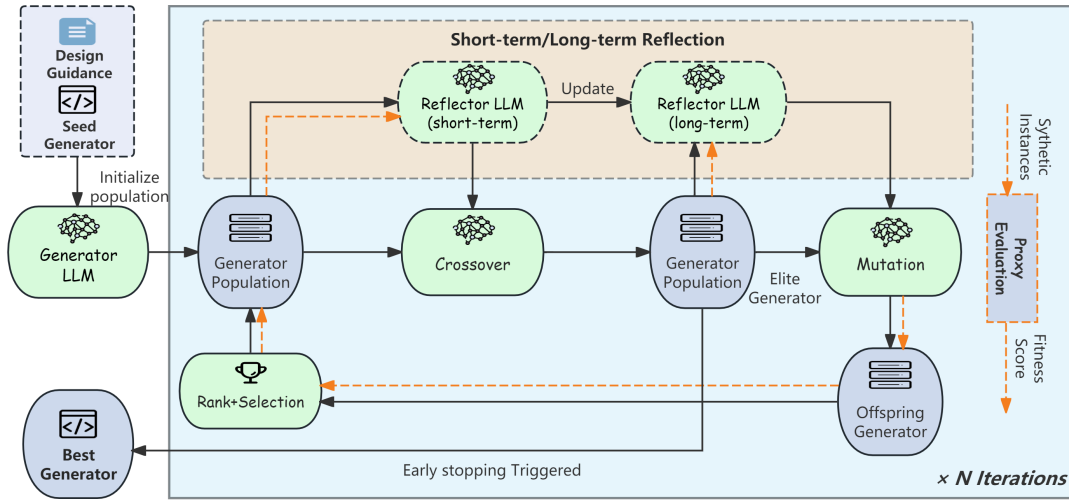 Design
Guidance
Seed
Generator
Initialize
population
Generator
LLM
Short-term/Long-term Reflection
Reflector LLM
(short-term)
Update
Reflector LLM
(long-term)
Generator
Population
Crossover
Generator
Population
Elite
Generator
Mutation
Sythetic
Instances
Proxy
Evaluation
Fitness
Score
Rank+Selection
Offspring
Generator
Best
Generator
Early stopping Triggered
× N Iterations